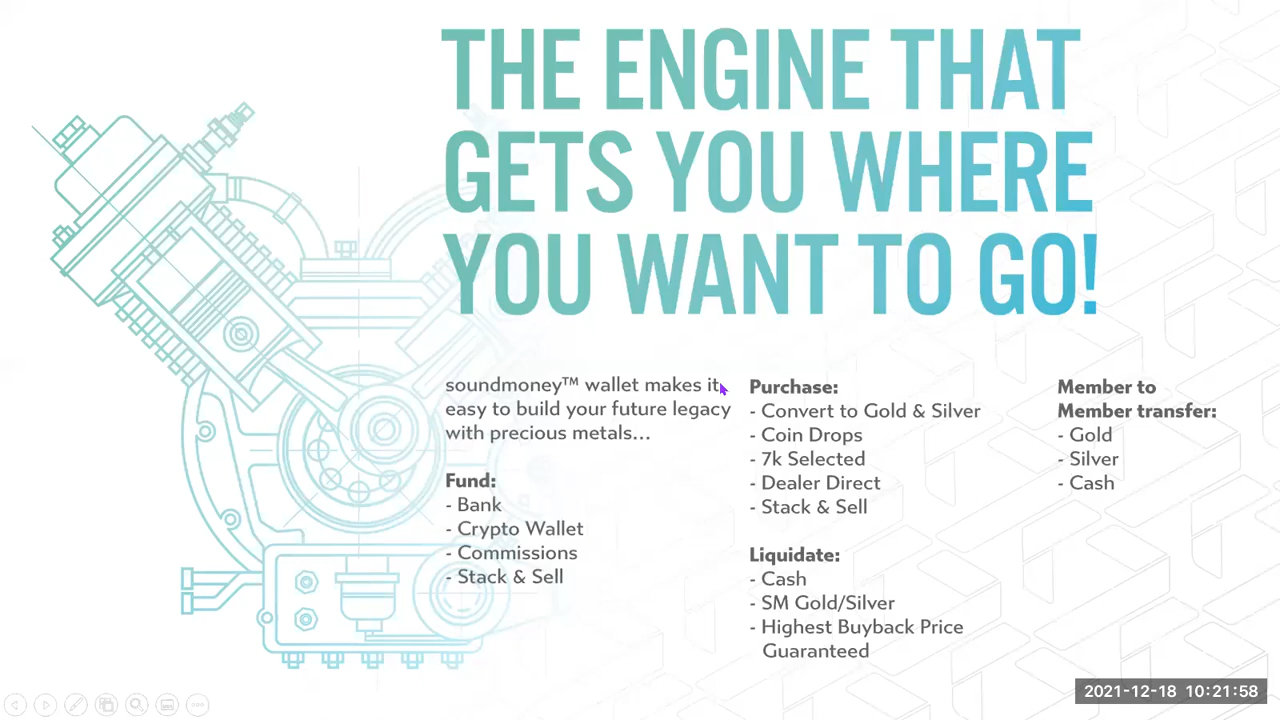 THE ENGINE THAT
GETS YOU WHERE
YOU WANT TO GO!
soundmoney™ wallet makes it
easy to build your future legacy
with precious metals...
Fund:
- Bank
- Crypto Wallet
- Commissions
- Stack & Sell
Purchase:
- Convert to Gold & Silver
- Coin Drops
- 7k Selected
- Dealer Direct
- Stack & Sell
Liquidate:
- Cash
- SM Gold/Silver
- Highest Buyback Price
Guaranteed
Member to
Member transfer:
- Gold
- Silver
- Cash
2021-12-18 10:21:58